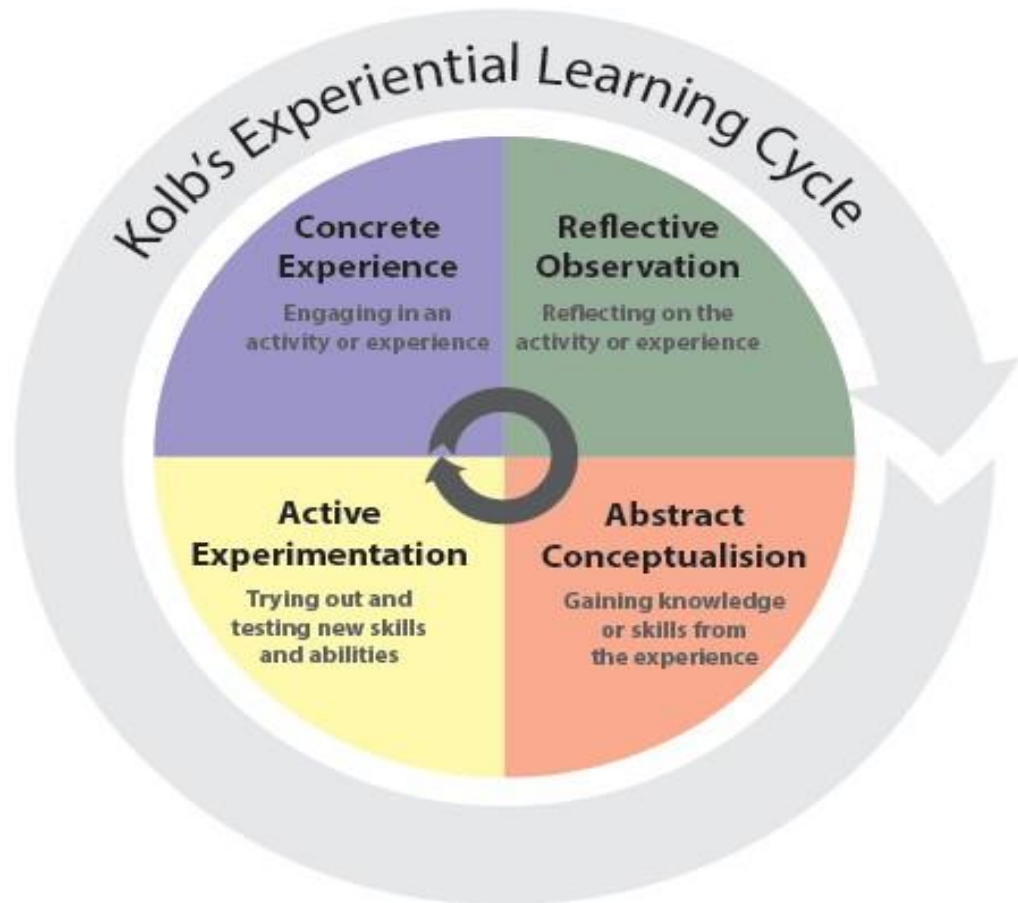 Kolb's Experiential Learning Cycle
Concrete
Experience
Engaging in an
activity or experience
Reflective
Observation
Reflecting on the
activity or experience
Active
Experimentation
Trying out and
testing new skills
and abilities
Abstract
Conceptualision
Gaining knowledge
or skills from
the experience